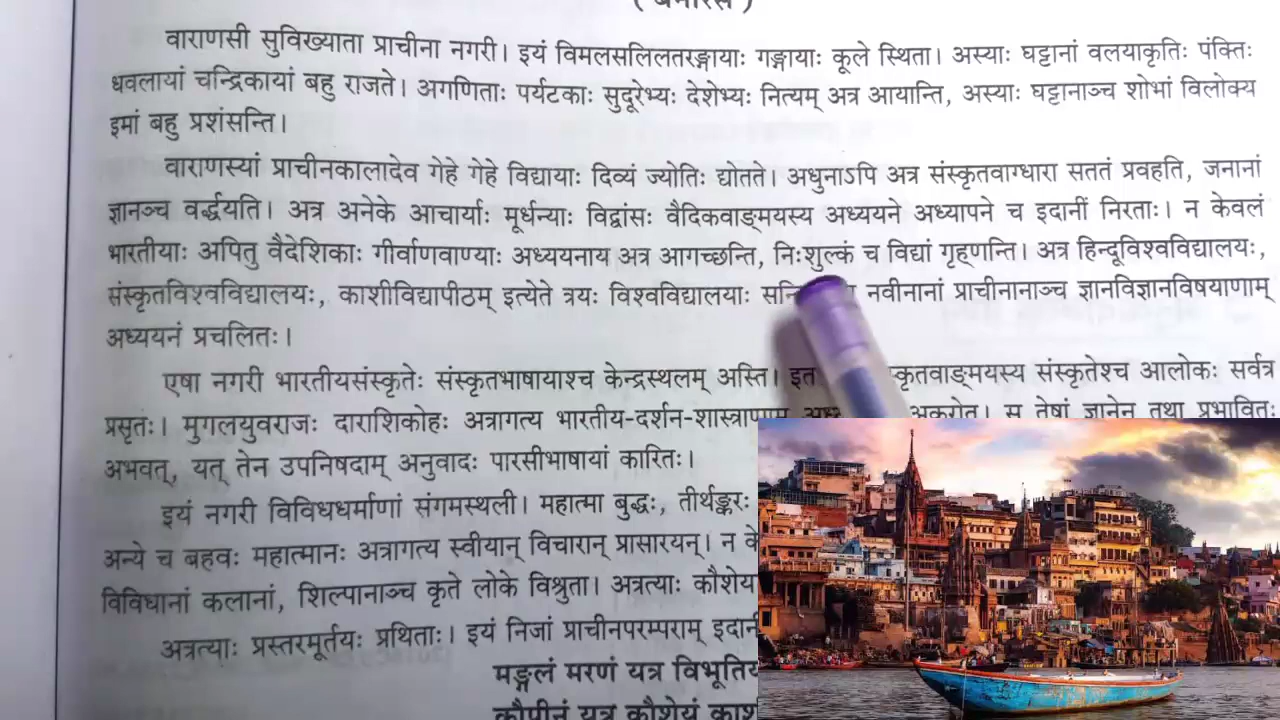 वाराणसी सुविख्याता प्राचीना नगरी। इयं विमलसलिलतरङ्गायाः गङ्गायाः कूले स्थिता। अस्याः घट्टानां वलयाकृतिः पंक्तिः
धवलायां चन्द्रिकायां बहु राजते। अगणिताः पर्यटकाः सुदूरेभ्यः देशेभ्यः नित्यम् अत्र आयान्ति, अस्याः घट्टानाञ्च शोभां विलोक्य
इमां बहु प्रशंसन्ति।
वाराणस्यां प्राचीनकालादेव गेहे गेहे विद्यायाः दिव्यं ज्योतिः द्योतते। अधुनाऽपि अत्र संस्कृतवाग्धारा सततं प्रवहति, जनानां
ज्ञानञ्च वर्द्धयति। अत्र अनेके आचार्याः मूर्धन्याः विद्वांसः वैदिकवाङ्मयस्य अध्ययने अध्यापने च इदानीं निरताः। न केवलं
भारतीयाः अपितु वैदेशिकाः गीर्वाणवाण्याः अध्ययनाय अत्र आगच्छन्ति, निःशुल्कं च विद्यां गृह्णन्ति। अत्र हिन्दूविश्वविद्यालयः,
संस्कृतविश्वविद्यालयः, काशीविद्यापीठम् इत्येते त्रयः विश्वविद्यालयाः नवीनानां प्राचीनानाञ्च ज्ञानविज्ञानविषयाणाम्
अध्ययनं प्रचलितः।
एषा नगरी भारतीयसंस्कृतेः संस्कृतभाषायाश्च केन्द्रस्थलम् अस्ति। संस्कृतेश्च आलोकः सर्वत्र
प्रसृतः। मुगलयुवराजः दाराशिकोहः अत्रागत्य भारतीय-दर्शन-शास्त्राणाम् अकरोत्। स तेषां ज्ञानेन तथा प्रभावितः
अभवत्, यत् तेन उपनिषदाम् अनुवादः पारसीभाषायां कारितः।
इयं नगरी विविधधर्माणां संगमस्थली। महात्मा बुद्धः, तीर्थङ्करः
अन्ये च बहवः महात्मानः अत्रागत्य स्वीयान् विचारान् प्रासारयन्। न
विविधानां कलानां, शिल्पानाञ्च कृते लोके विश्रुता। अत्रत्याः
अत्रत्याः प्रस्तरमूर्तयः प्रथिताः। इयं निजां प्राचीनपरम्पराम्
मङ्गलं मरणं यत्र
कौपीनं यत्र कौशेयं